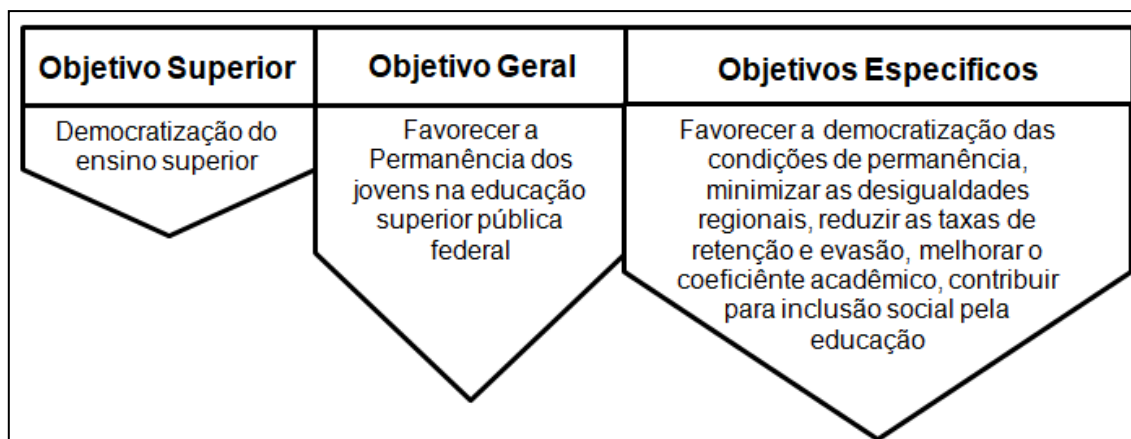 Objetivo Superior
Democratização do
ensino superior
Objetivo Geral
Favorecer a
Permanência dos
jovens na educação
superior pública
federal
Objetivos Especificos
Favorecer a democratização das
condições de permanência,
minimizar as desigualdades
regionais, reduzir as taxas de
retenção e evasão, melhorar o
coeficiênte acadêmico, contribuir
para inclusão social pela
educação